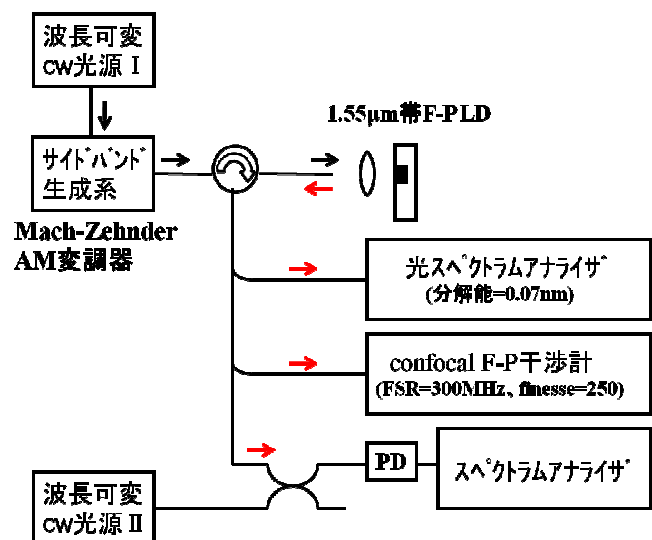 波長可変
cw光源Ⅰ
サイドバンド
生成系
Mach-Zehnder
AM変調器
1.55μm帯F-PLD
光スペクトラムアナライザ
(分解能=0.07nm)
confocal F-P干渉計
(FSR=300MHz、finesse=250)
PD
スペクトラムアナライザ
波長可変
cw光源Ⅱ